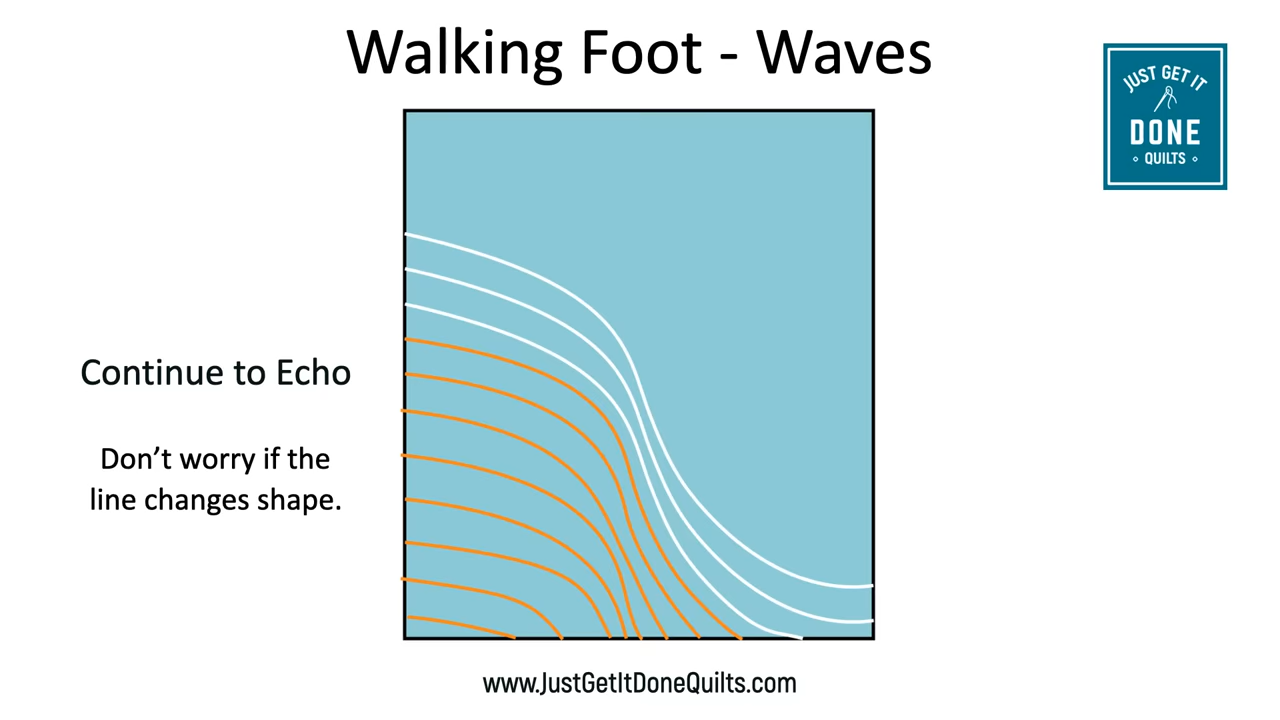 Walking Foot - Waves
JUST GET IT
DONE
QUILTS
Continue to Echo
Don’t worry if the
line changes shape.
www.JustGetItDoneQuilts.com